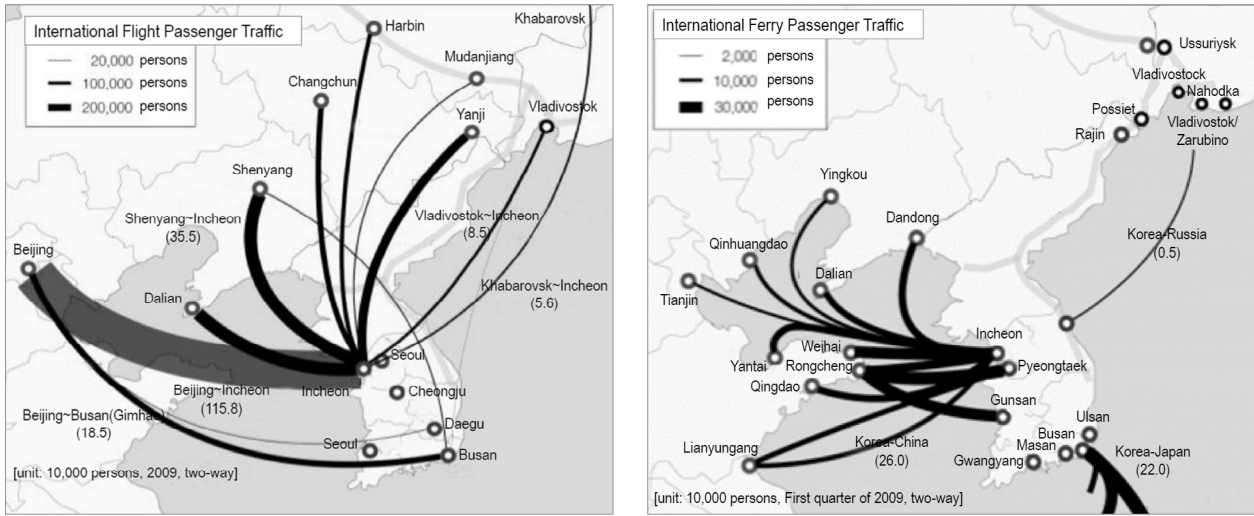 International Flight Passenger Traffic
20,000 persons
100,000 persons
200,000 persons
Khabarovsk
Harbin
Mudanjiang
Changchun
Yanji
Vladivostok
Shenyang
Shenyang~Incheon
(35.5)
Vladivostok~Incheon
(8.5)
Beijing
Khabarovsk~Incheon
(5.6)
Dalian
Seoul
Incheon
Beijing~Incheon
(115.8)
Cheongju
Beijing~Busan(Gimhae)
(18.5)
Daegu
Seoul
Busan
[unit: 10,000 persons, 2009, two-way]
International Ferry Passenger Traffic
2,000 persons
10,000 persons
30,000 persons
Ussuriysk
Vladivostock
Nahodka
Possiet
Vladivostok/
Zarubino
Rajin
Yingkou
Dandong
Qinhuangdao
Korea-Russia
(0.5)
Dalian
Tianjin
Incheon
Weihai
Yantai
Rongcheng
Pyeongtaek
Qingdao
Gunsan
Ulsan
Lianyungang
Korea-China
(26.0)
Busan
Masan
Gwangyang
Korea-Japan
(22.0)
[unit: 10,000 persons, First quarter of 2009, two-way]